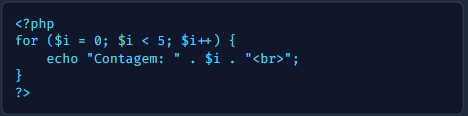 <?php
for ($i = 0; $i < 5; $i++) {
    echo "Contagem: " . $i . "<br>";
}
?>